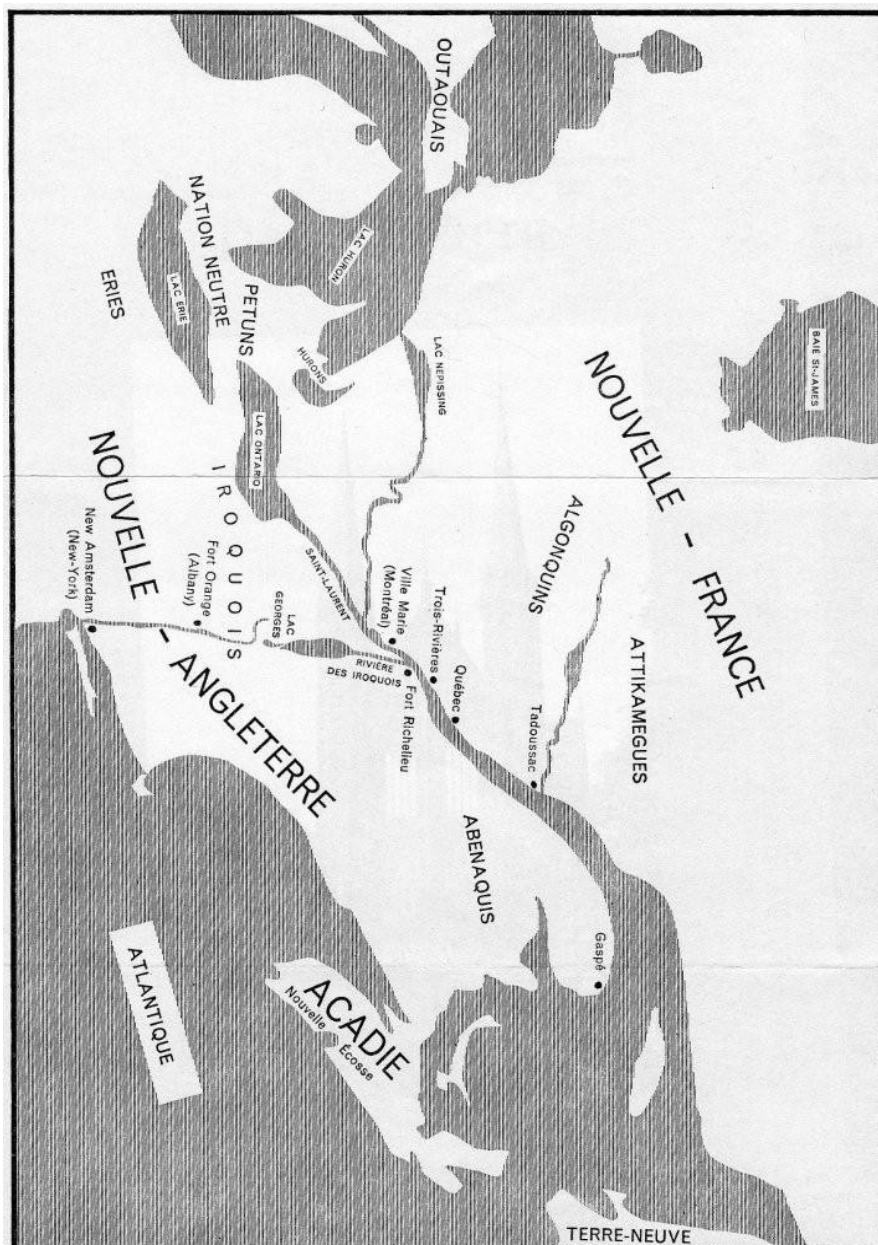 BAIE St-JAMES
NOUVELLE - FRANCE
OUTAOUAIS
LAC NEPISSING
ALGONQUINS
ATTIKAMEGUES
LAC HURON
HURONS
NATION NEUTRE
PETUNS
ERIES
LAC ERIE
LAC ONTARIO
IROQUOIS
SAINT-LAURENT
Ville Marie
(Montréal)
Trois-Rivières
Québec
Tadoussac
Fort Richelieu
RIVIÈRE
DES IROQUOIS
LAC
GEORGES
Fort Orange
(Albany)
New Amsterdam
(New-York)
NOUVELLE - ANGLETERRE
ABENAQUIS
Gaspé
ACADIE
Nouvelle Écosse
ATLANTIQUE
TERRE-NEUVE